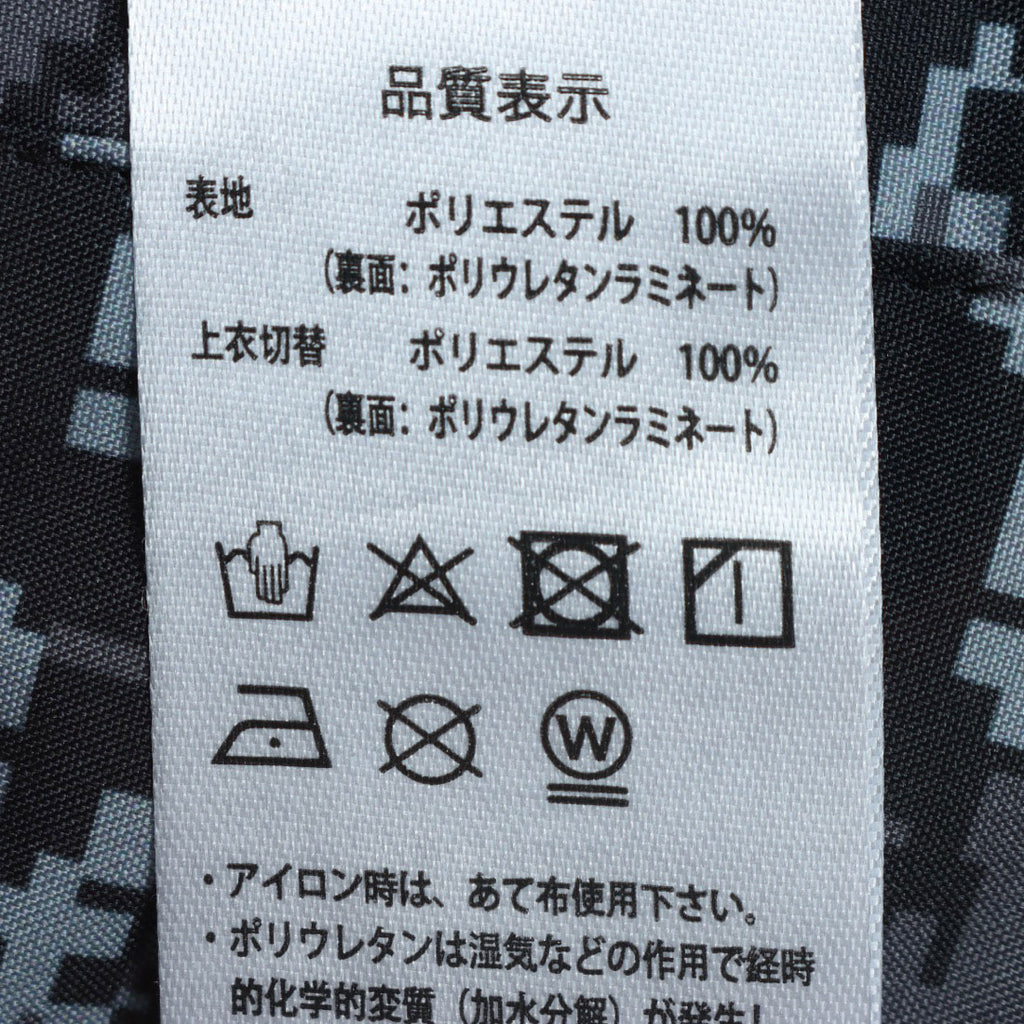 品質表示
表地 ポリエステル 100%
(裏面: ポリウレタンラミネート)
上衣切替 ポリエステル 100%
(裏面: ポリウレタンラミネート)
W
・アイロン時は、あて布使用下さい。
・ポリウレタンは湿気などの作用で経時
的化学的変質（加水分解）が発生し